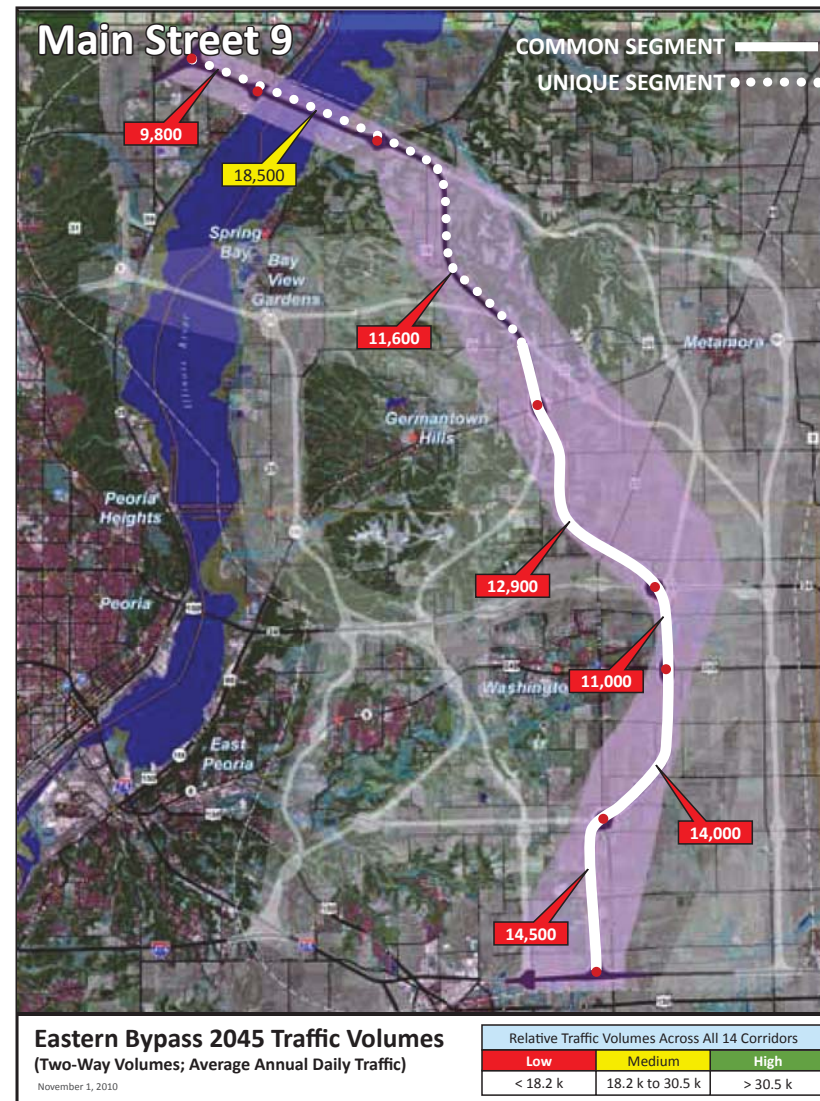 Main Street 9
COMMON SEGMENT
UNIQUE SEGMENT
9,800
18,500
Spring
Bay
Bay
View
Gardens
11,600
Metamora
Illinois River
Germantown
Hills
Peoria
Heights
12,900
Peoria
11,000
Washington
East
Peoria
14,000
14,500
Eastern Bypass 2045 Traffic Volumes
(Two-Way Volumes; Average Annual Daily Traffic)
November 1, 2010
Relative Traffic Volumes Across All 14 Corridors
Low Medium High
< 18.2 k 18.2 k to 30.5 k > 30.5 k